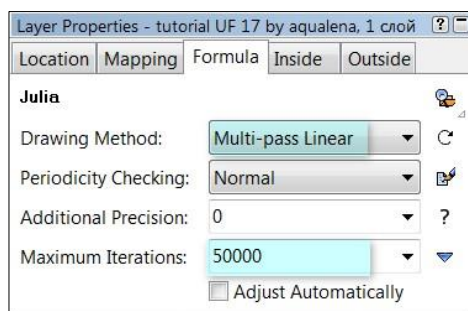 Layer Properties - tutorial UF 17 by aqualena, 1 слой ?
Location Mapping Formula Inside Outside
Julia
Drawing Method: Multi-pass Linear
Periodicity Checking: Normal
Additional Precision: 0 ?
Maximum Iterations: 50000
Adjust Automatically